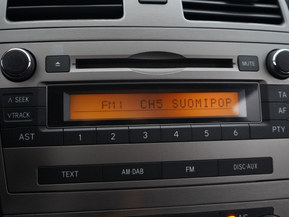 MUTE
FM1 CH5 SUOMIPOP
SEEK
TRACK
AST
TA
AF
PTY
1 2 3 4 5 6
TEXT AM·DAB FM DISC·AUX
AC